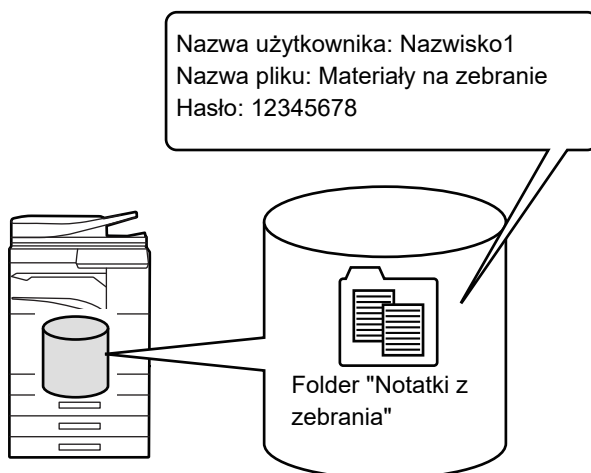 Nazwa użytkownika: Nazwisko1
Nazwa pliku: Materiały na zebranie
Hasło: 12345678
Folder "Notatki z
zebrania"